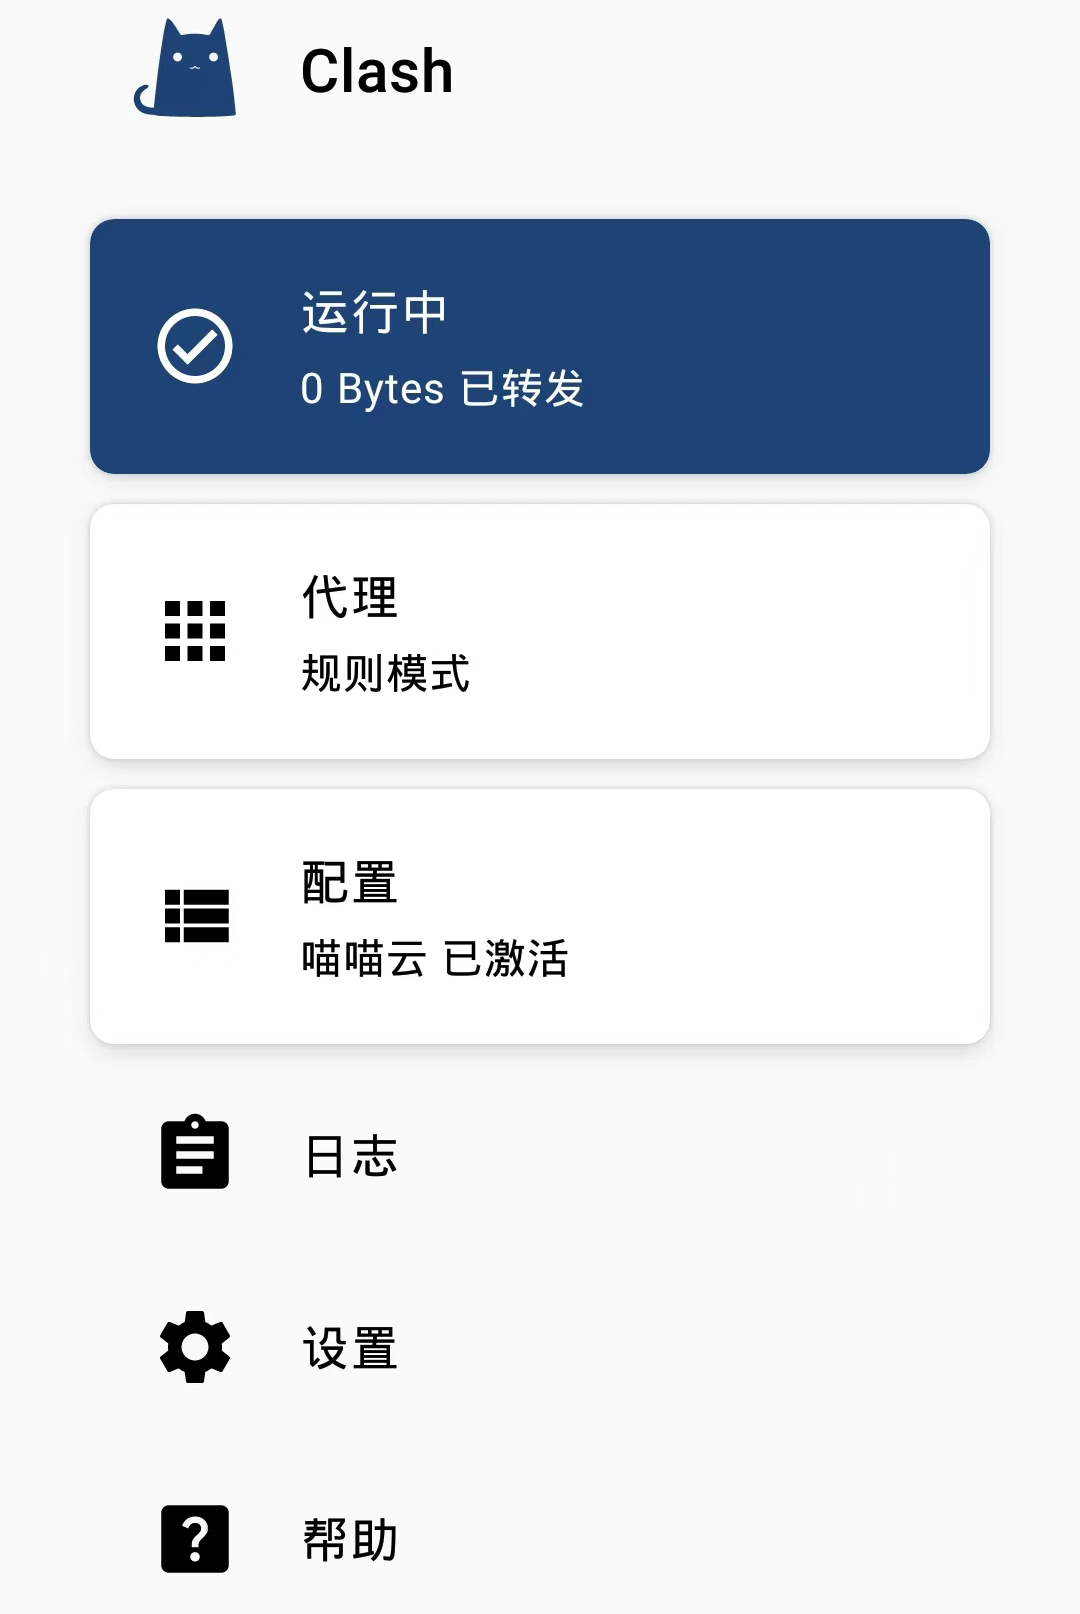 Clash
运行中
0 Bytes 已转发
代理
规则模式
配置
喵喵云 已激活
日志
设置
帮助